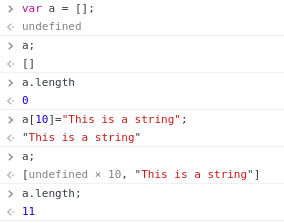 > var a = [];
< undefined
> a;
< []
> a.length
< 0
> a[10]="This is a string";
< "This is a string"
> a;
< [undefined × 10, "This is a string"]
> a.length;
< 11